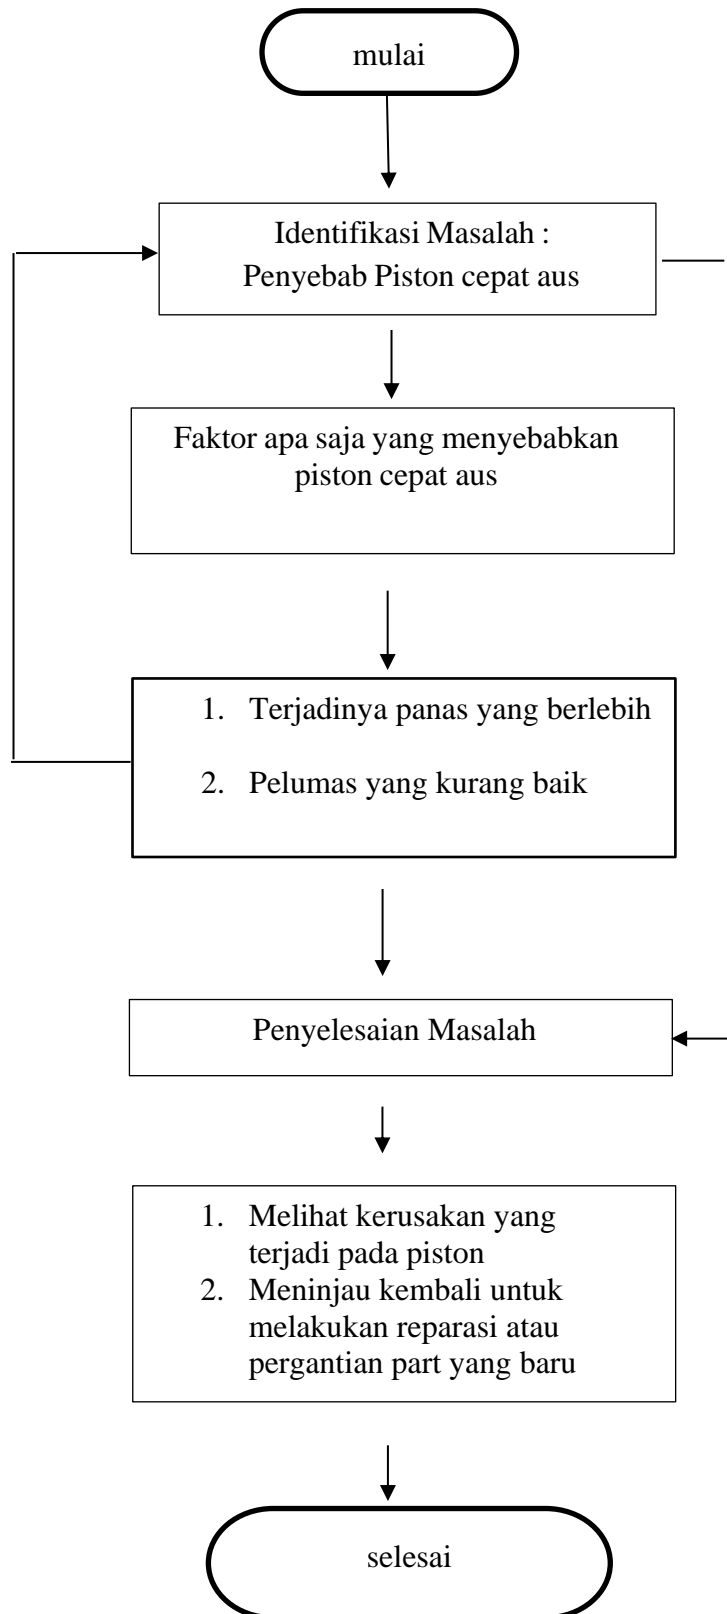 mulai
Identifikasi Masalah :
Penyebab Piston cepat aus
Faktor apa saja yang menyebabkan
piston cepat aus
1. Terjadinya panas yang berlebih
2. Pelumas yang kurang baik
Penyelesaian Masalah
1. Melihat kerusakan yang
terjadi pada piston
2. Meninjau kembali untuk
melakukan reparasi atau
pergantian part yang baru
selesai